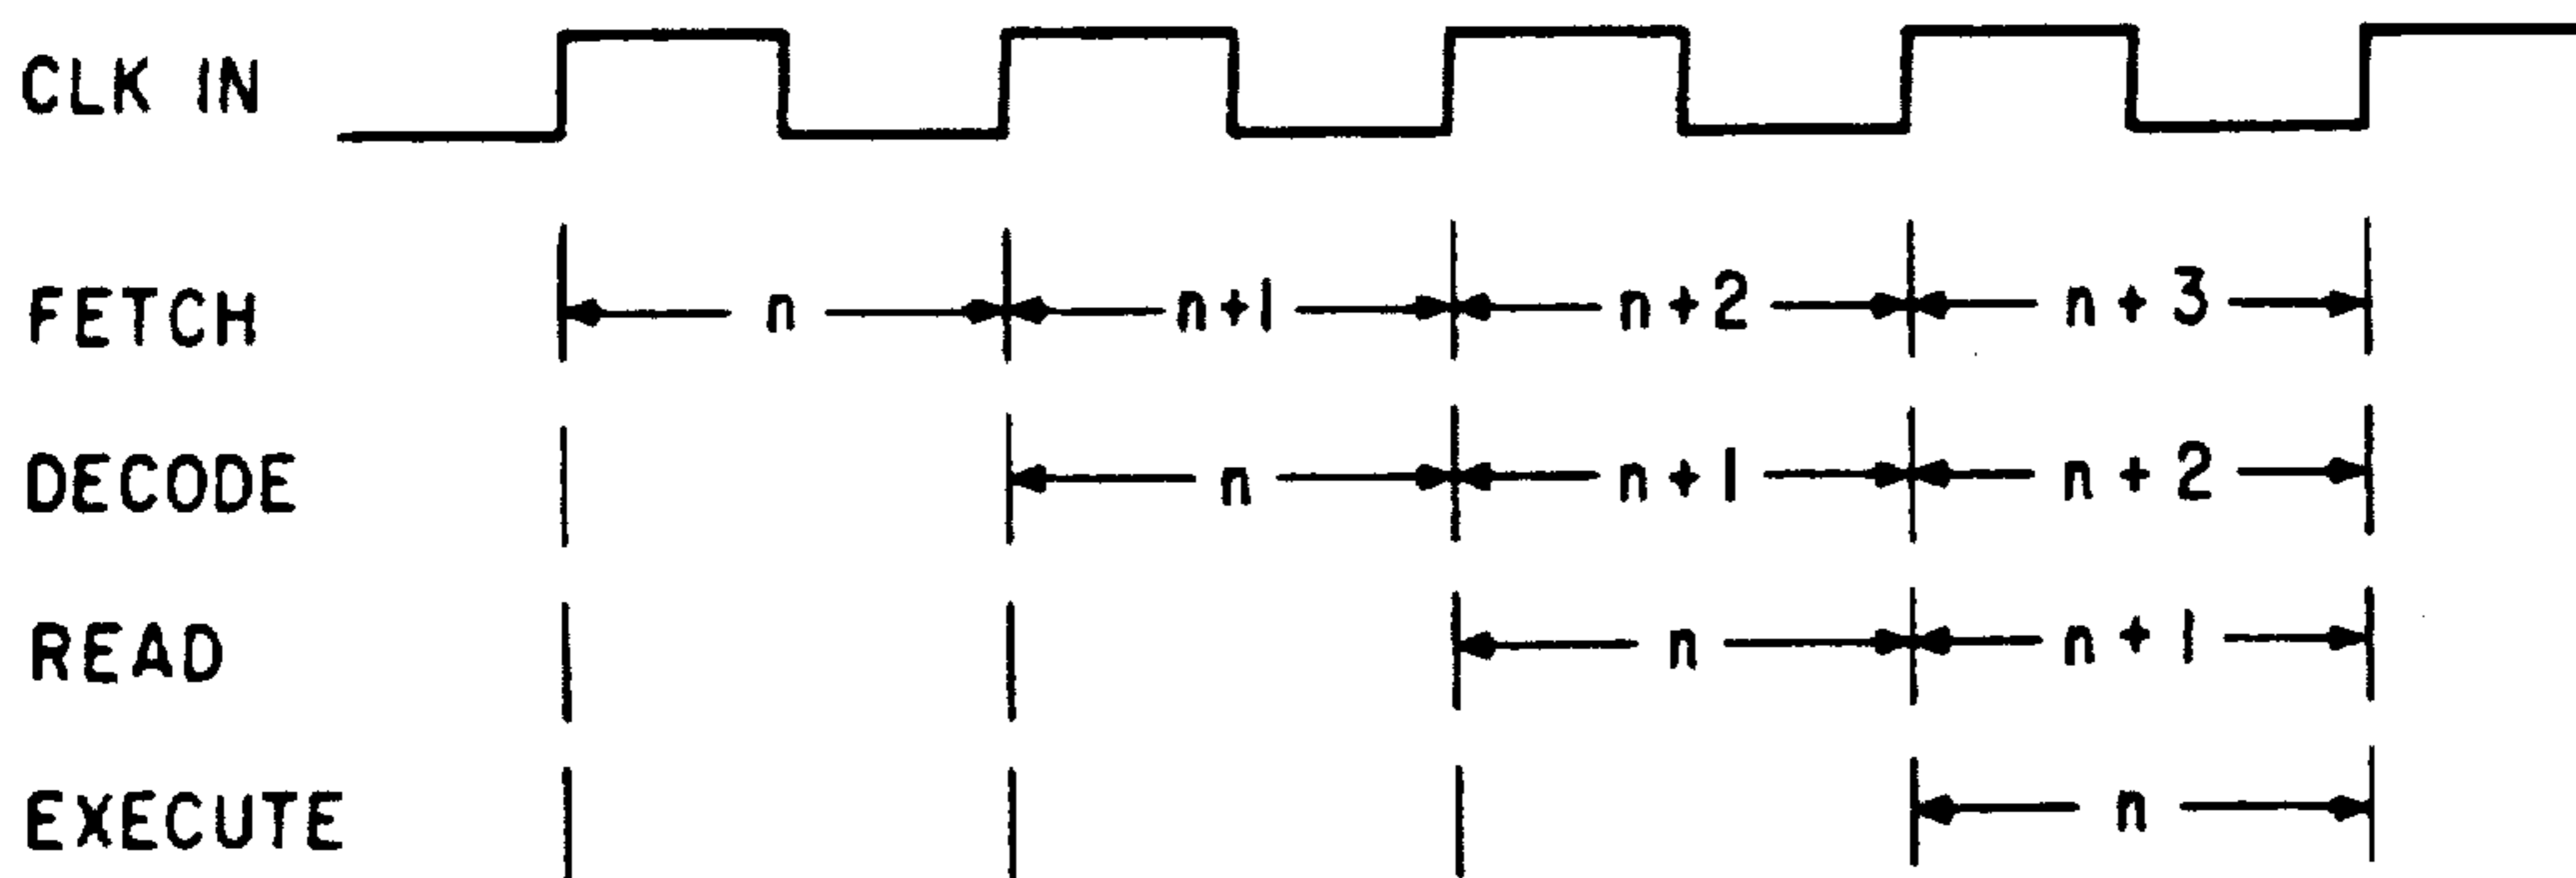 CLK IN
FETCH n n+1 n+2 n+3
DECODE n n+1 n+2
READ n n+1
EXECUTE n